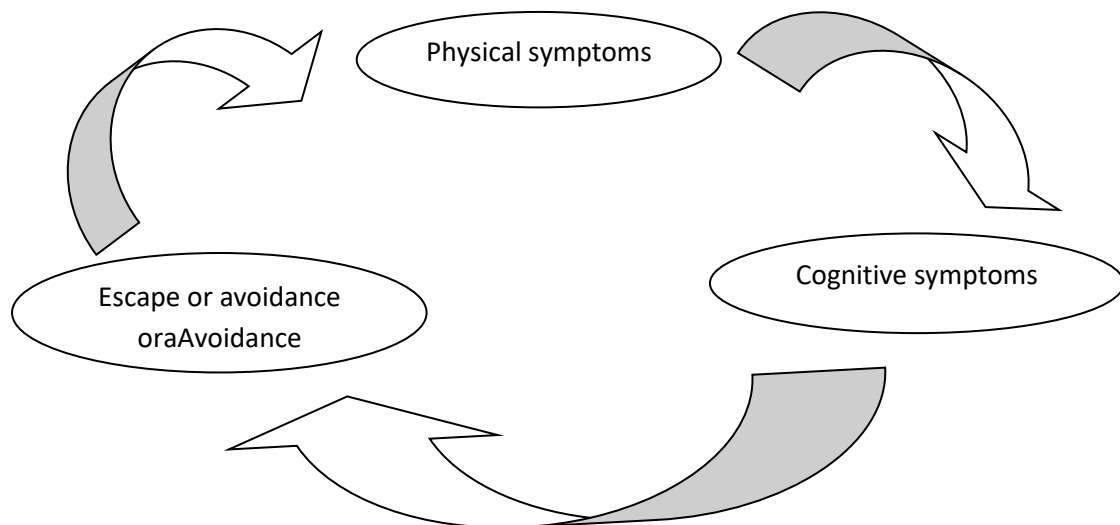 Physical symptoms
Cognitive symptoms
Escape or avoidance
oraAvoidance